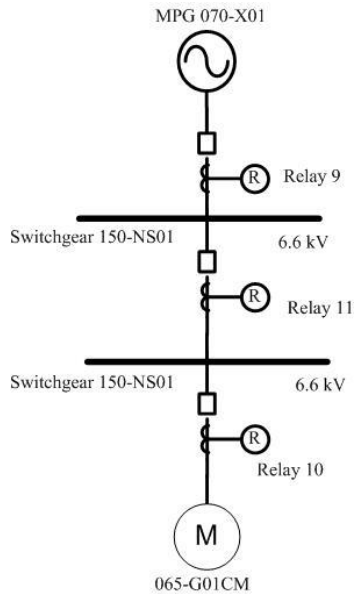 MPG 070-X01
R
Relay 9
Switchgear 150-NS01
6.6 kV
R
Relay 11
Switchgear 150-NS01
6.6 kV
R
Relay 10
M
065-G01CM